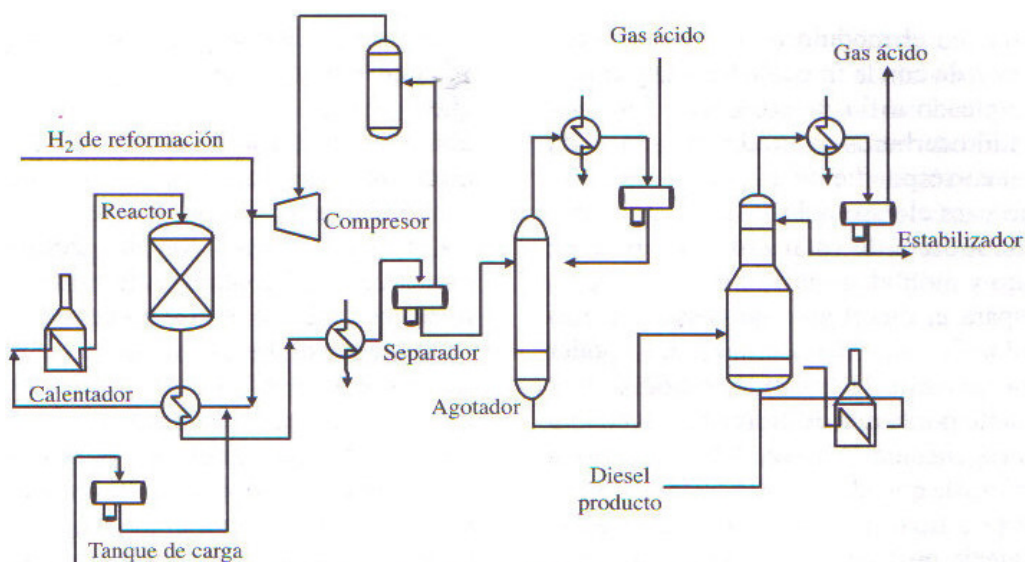 Gas ácido
Gas ácido
H₂ de reformación
Reactor
Compresor
Estabilizador
Separador
Calentador
Agotador
Diesel
producto
Tanque de carga